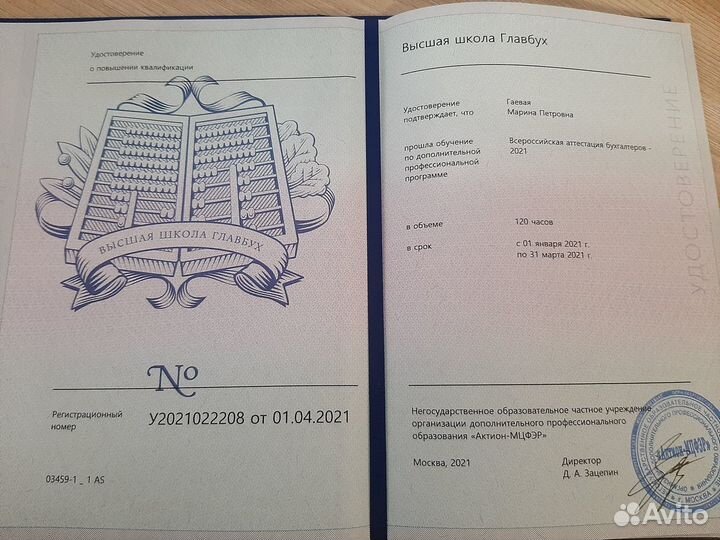 Удостоверение
о повышении квалификации
ВЫСШАЯ ШКОЛА ГЛАВБУХ
№
Регистрационный
номер
У2021022208 от 01.04.2021
03459-1 _ 1 AS
Высшая школа Главбух
Удостоверение
подтверждает, что
Гаевая
Марина Петровна
прошла обучение
по дополнительной
профессиональной
программе
Всероссийская аттестация бухгалтеров -
2021
в объеме
120 часов
в срок
с 01 января 2021 г.
по 31 марта 2021 г.
УДОСТОВЕРЕНИЕ
Негосударственное образовательное частное учреждение
организации дополнительного профессионального
образования «Актион-МЦФЭР»
Москва, 2021
Директор
Д. А. Зацепин
«Актион-МЦФЭР»
г. МОСКВА
Avito